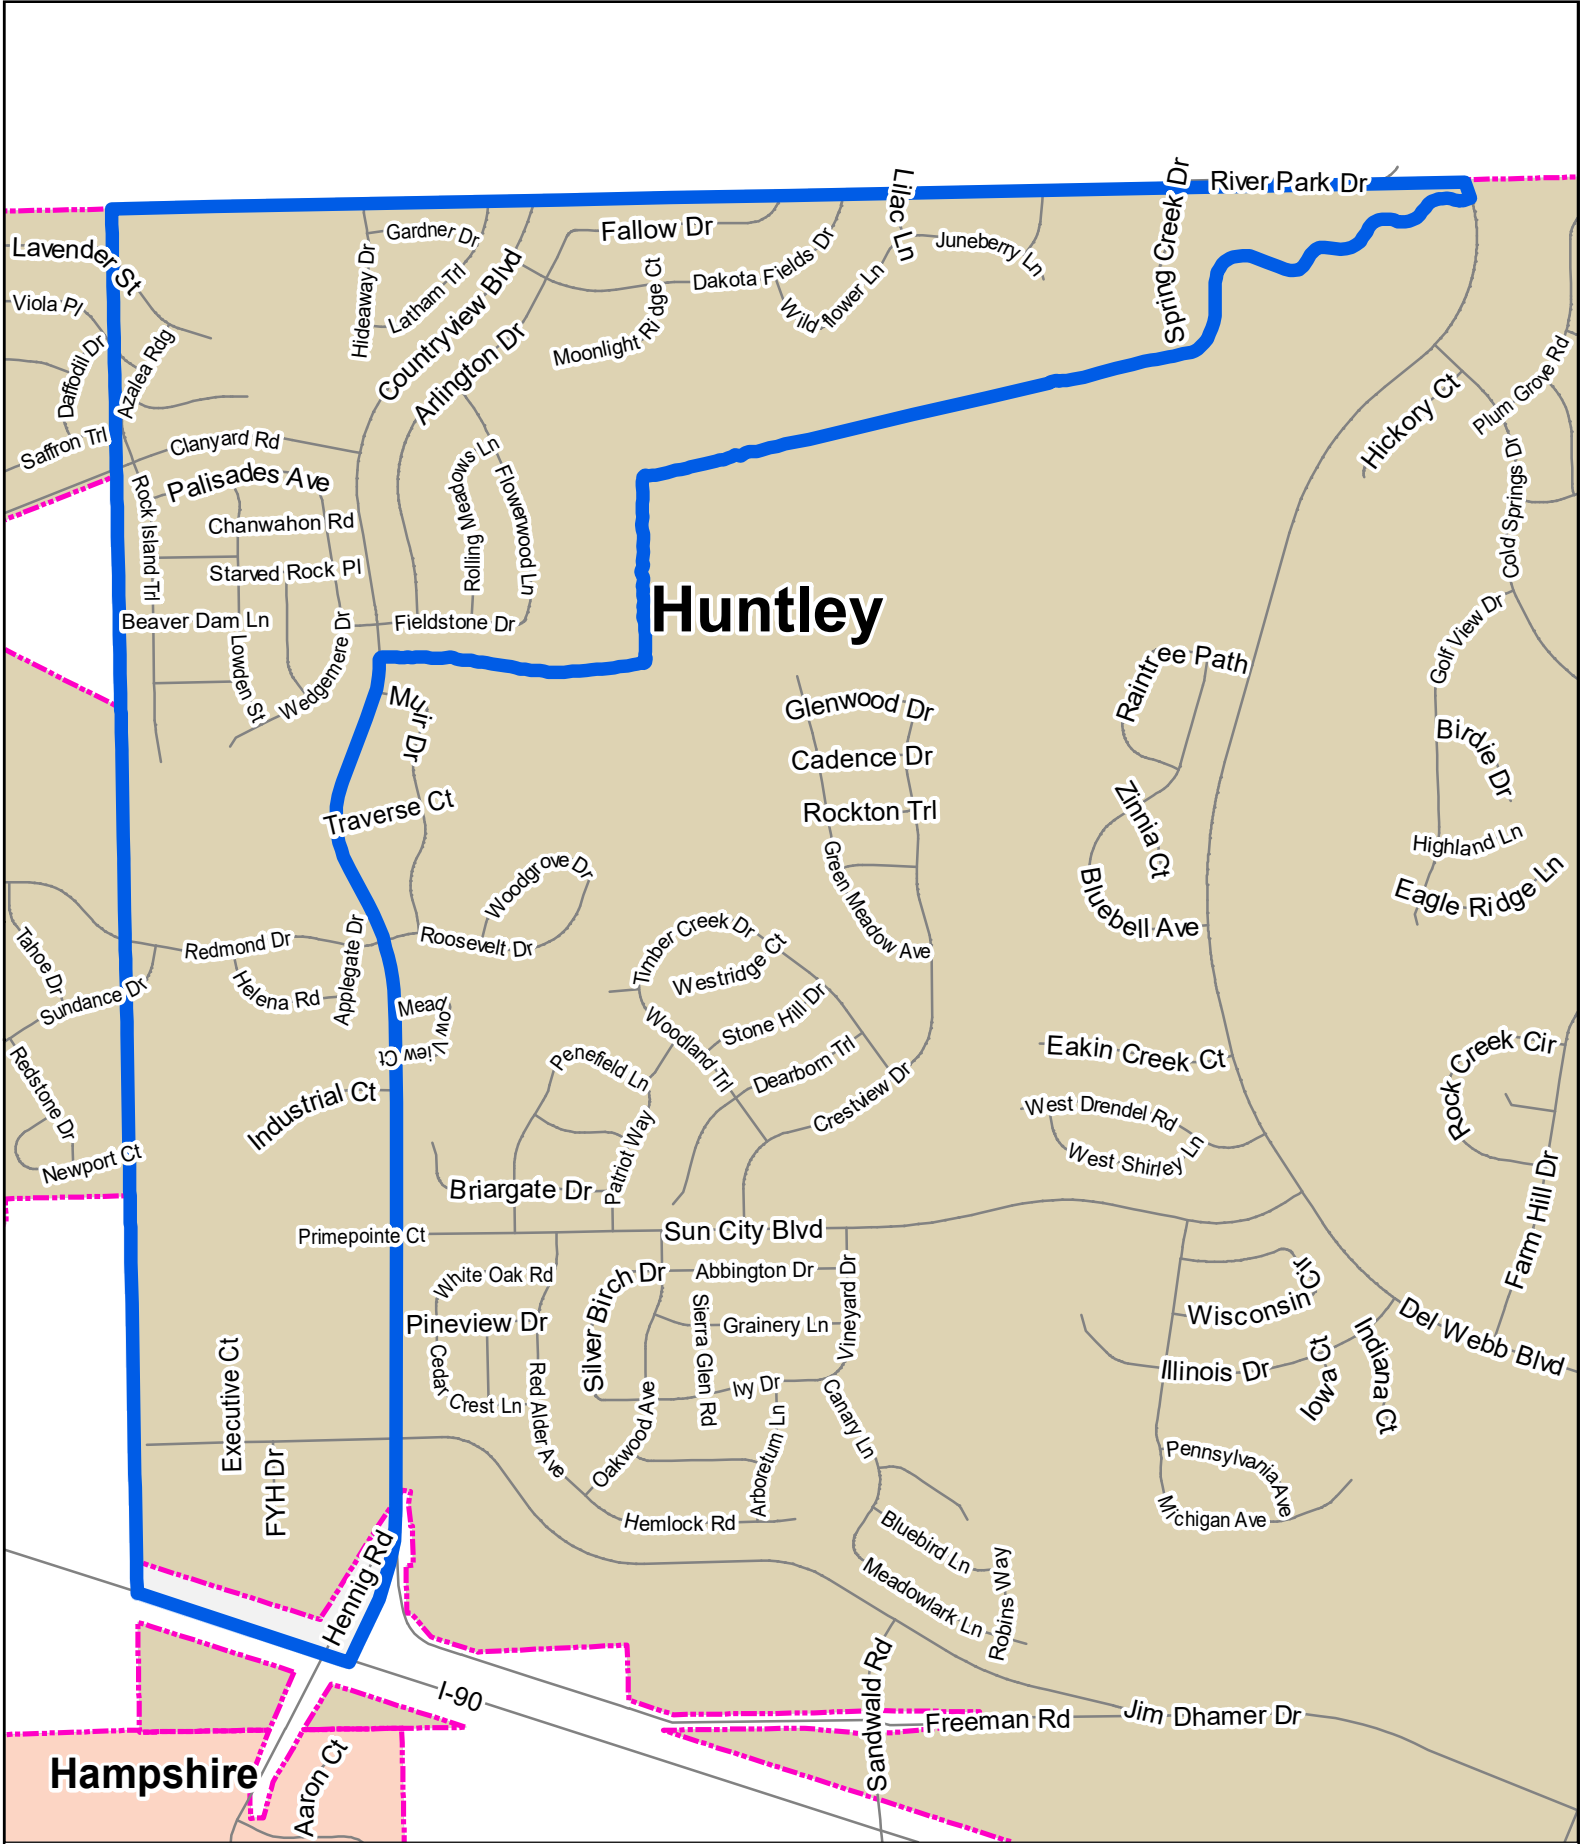 River Park Dr
Lilac Ln
Spring Creek Dr
Lavender St
Gardner Dr
Fallow Dr
Juneberry Ln
Hideaway Dr
Latham Trl
Countryview Blvd
Dakota Fields Dr
Viola Pl
Wild flower Ln
Moonlight Ridge Ct
Arlington Dr
Daffodil Dr
Azalea Rdg
Plum Grove Rd
Hickory Ct
Saffron Trl
Clanyard Rd
Palisades Ave
Rolling Meadows Ln
Flowerwood Ln
Cold Springs Dr
Rock Island Trl
Chanwahon Rd
Starved Rock Pl
Huntley
Beaver Dam Ln
Fieldstone Dr
Golf View Dr
Lowden St
Wedgemere Dr
Raintree Path
Muir Dr
Glenwood Dr
Birdie Dr
Cadence Dr
Traverse Ct
Rockton Trl
Zinnia Ct
Highland Ln
Green Meadow Ave
Woodgrove Dr
Bluebell Ave
Eagle Ridge Ln
Tahoe Dr
Redmond Dr
Applegate Dr
Roosevelt Dr
Timber Creek Dr
Westridge Ct
Sundance Dr
Helena Rd
Meadow View Ct
Stone Hill Dr
Woodland Trl
Eakin Creek Ct
Rock Creek Cir
Redstone Dr
Penefield Ln
Dearborn Trl
Industrial Ct
Crestview Dr
West Drendel Rd
Patriot Way
West Shirley Ln
Newport Ct
Briargate Dr
Farm Hill Dr
Primepointe Ct
Sun City Blvd
White Oak Rd
Silver Birch Dr
Abbington Dr
Vineyard Dr
Wisconsin Cir
Pineview Dr
Sierra Glen Rd
Grainery Ln
Del Webb Blvd
Executive Ct
Cedar Crest Ln
Red Alder Ave
Ivy Dr
Illinois Dr
Iowa Ct
Indiana Ct
Oakwood Ave
Arboretum Ln
Canary Ln
Pennsylvania Ave
FYH Dr
Hemlock Rd
Michigan Ave
Bluebird Ln
Hennig Rd
Meadowlark Ln
Robins Way
I-90
Sandwald Rd
Freeman Rd
Jim Dhamer Dr
Hampshire
Aaron Ct